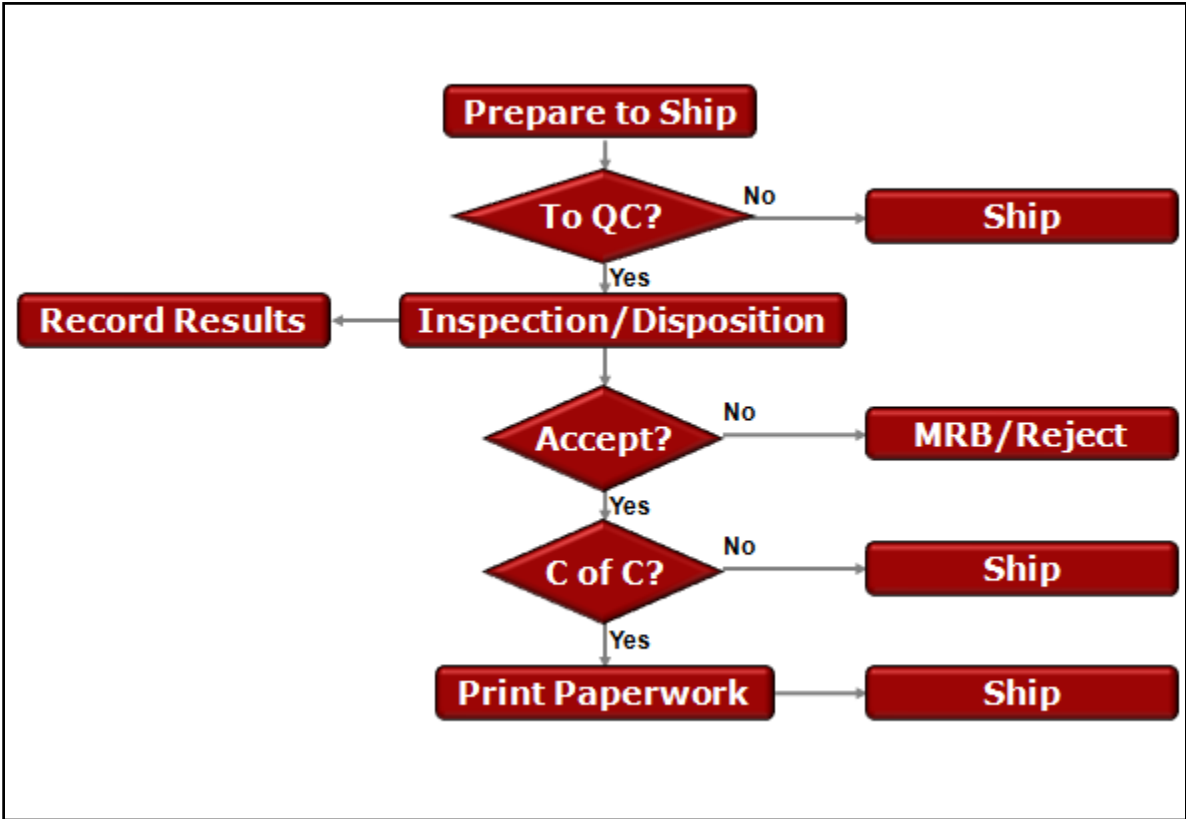 Prepare to Ship
To QC?
No
Ship
Yes
Record Results
Inspection/Disposition
Accept?
No
MRB/Reject
Yes
C of C?
No
Ship
Yes
Print Paperwork
Ship